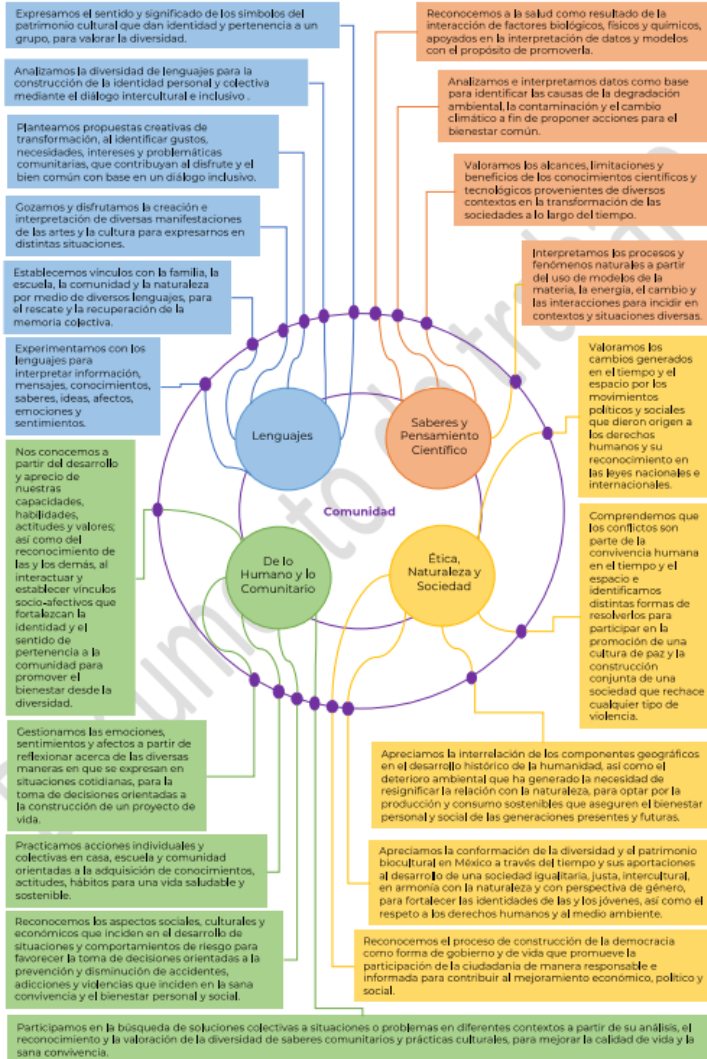 Expresamos el sentido y significado de los símbolos del
patrimonio cultural que dan identidad y pertenencia a un
grupo, para valorar la diversidad.
Analizamos la diversidad de lenguajes para la
construcción de la identidad personal y colectiva
mediante el diálogo intercultural e inclusivo .
Planteamos propuestas creativas de
transformación, al identificar gustos,
necesidades, intereses y problemáticas
comunitarias, que contribuyan al disfrute y el
bien común con base en un diálogo inclusivo.
Gozamos y disfrutamos la creación e
interpretación de diversas manifestaciones
de las artes y la cultura para expresarnos en
distintas situaciones.
Establecemos vínculos con la familia, la
escuela, la comunidad y la naturaleza
por medio de diversos lenguajes, para
el rescate y la recuperación de la
memoria colectiva.
Experimentamos con los
lenguajes para
interpretar información,
mensajes, conocimientos,
saberes, ideas, afectos,
emociones y
sentimientos.
Reconocemos a la salud como resultado de la
interacción de factores biológicos, físicos y químicos,
apoyados en la interpretación de datos y modelos
con el propósito de promoverla.
Analizamos e interpretamos datos como base
para identificar las causas de la degradación
ambiental, la contaminación y el cambio
climático a fin de proponer acciones para el
bienestar común.
Valoramos los alcances, limitaciones y
beneficios de los conocimientos científicos y
tecnológicos provenientes de diversos
contextos en la transformación de las
sociedades a lo largo del tiempo.
Interpretamos los procesos y
fenómenos naturales a partir
del uso de modelos de la
materia, la energía, el cambio y
las interacciones para incidir en
contextos y situaciones diversas.
Lenguajes
Saberes y
Pensamiento
Científico
Comunidad
De lo
Humano y lo
Comunitario
Ética,
Naturaleza y
Sociedad
Valoramos los
cambios generados
en el tiempo y el
espacio por los
movimientos
políticos y sociales
que dieron origen a
los derechos
humanos y su
reconocimiento en
las leyes nacionales e
internacionales.
Comprendemos que
los conflictos son
parte de la
convivencia humana
en el tiempo y el
espacio e
identificamos
distintas formas de
resolverlos para
participar en la
promoción de una
cultura de paz y la
construcción
conjunta de una
sociedad que rechace
cualquier tipo de
violencia.
Nos conocemos a
partir del desarrollo
y aprecio de
nuestras
capacidades,
habilidades,
actitudes y valores;
así como del
reconocimiento de
las y los demás, al
interactuar y
establecer vínculos
socio-afectivos que
fortalezcan la
identidad y el
sentido de
pertenencia a la
comunidad para
promover el
bienestar desde la
diversidad.
Gestionamos las emociones,
sentimientos y afectos a partir de
reflexionar acerca de las diversas
maneras en que se expresan en
situaciones cotidianas, para la
toma de decisiones orientadas a
la construcción de un proyecto de
vida.
Practicamos acciones individuales y
colectivas en casa, escuela y comunidad
orientadas a la adquisición de conocimientos,
actitudes, hábitos para una vida saludable y
sostenible.
Reconocemos los aspectos sociales, culturales y
económicos que inciden en el desarrollo de
situaciones y comportamientos de riesgo para
favorecer la toma de decisiones orientadas a la
prevención y disminución de accidentes,
adicciones y violencias que inciden en la sana
convivencia y el bienestar personal y social.
Apreciamos la interrelación de los componentes geográficos
en el desarrollo histórico de la humanidad, así como el
deterioro ambiental que ha generado la necesidad de
resignificar la relación con la naturaleza, para optar por la
producción y consumo sostenibles que aseguren el bienestar
personal y social de las generaciones presentes y futuras.
Apreciamos la conformación de la diversidad y el patrimonio
biocultural en México a través del tiempo y sus aportaciones
al desarrollo de una sociedad igualitaria, justa, intercultural,
en armonía con la naturaleza y con perspectiva de género,
para fortalecer las identidades de las y los jóvenes, así como el
respeto a los derechos humanos y al medio ambiente.
Reconocemos el proceso de construcción de la democracia
como forma de gobierno y de vida que promueve la
participación de la ciudadanía de manera responsable e
informada para contribuir al mejoramiento económico, político y
social.
Participamos en la búsqueda de soluciones colectivas a situaciones o problemas en diferentes contextos a partir de su análisis, el
reconocimiento y la valoración de la diversidad de saberes comunitarios y prácticas culturales, para mejorar la calidad de vida y la
sana convivencia.